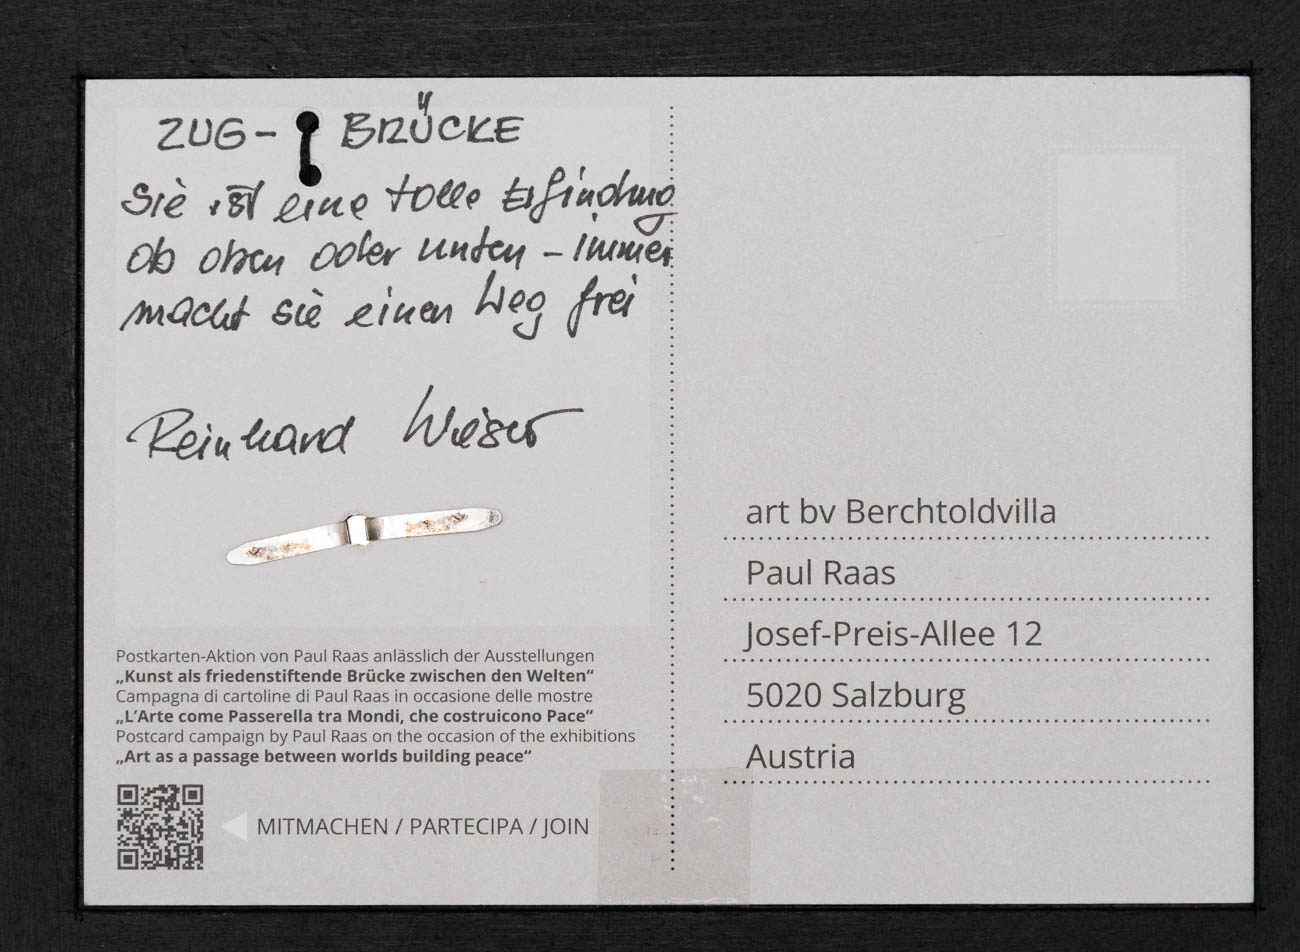 ZUG- BRÜCKE
Sie ist eine tolle Erfindung
ob oben oder unten – immer
macht sie einen Weg frei
Reinhard Wieser
Postkarten-Aktion von Paul Raas anlässlich der Ausstellungen
„Kunst als friedenstiftende Brücke zwischen den Welten“
Campagna di cartoline di Paul Raas in occasione delle mostre
„L’Arte come Passerella tra Mondi, che costruicono Pace“
Postcard campaign by Paul Raas on the occasion of the exhibitions
„Art as a passage between worlds building peace“
MITMACHEN / PARTECIPA / JOIN
art bv Berchtoldvilla
Paul Raas
Josef-Preis-Allee 12
5020 Salzburg
Austria